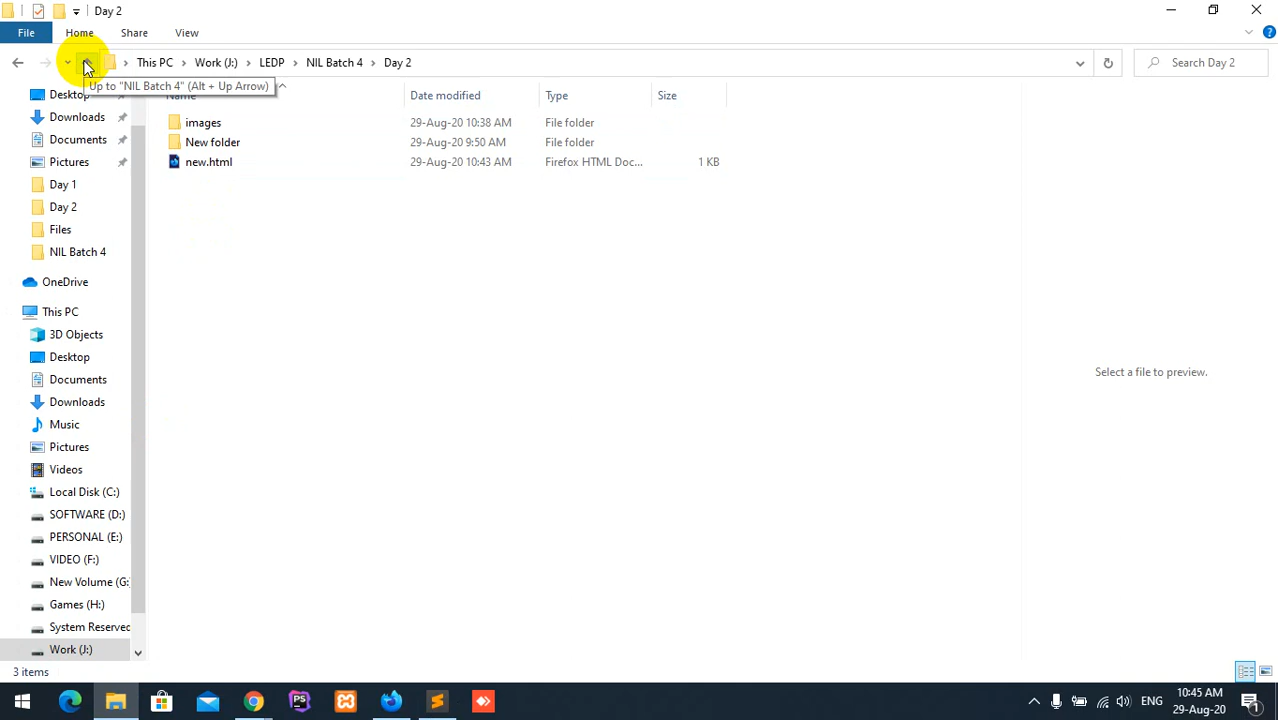 Day 2
File Home Share View
This PC Work (J:) LEDP NIL Batch 4 Day 2 Search Day 2
Up to "NIL Batch 4" (Alt + Up Arrow)
Date modified Type Size
Desktop
Downloads
Documents
Pictures
Day 1
Day 2
Files
NIL Batch 4
OneDrive
This PC
3D Objects
Desktop
Documents
Downloads
Music
Pictures
Videos
Local Disk (C:)
SOFTWARE (D:)
PERSONAL (E:)
VIDEO (F:)
New Volume (G:
Games (H:)
System Reserved
Work (J:)
images 29-Aug-20 10:38 AM File folder
New folder 29-Aug-20 9:50 AM File folder
new.html 29-Aug-20 10:43 AM Firefox HTML Doc... 1 KB
Select a file to preview.
3 items
PS
ENG
10:45 AM
29-Aug-20
1